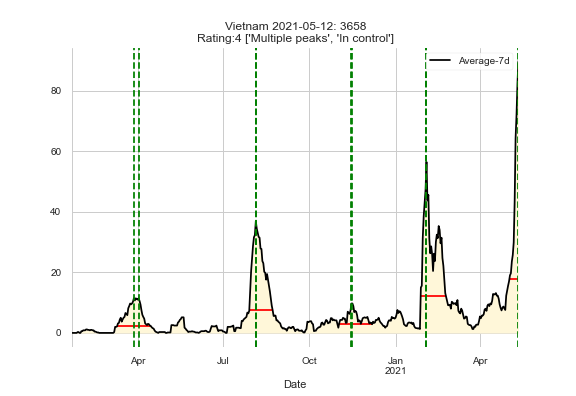 Vietnam 2021-05-12: 3658
Rating:4 ['Multiple peaks', 'In control']
Average-7d
80
60
40
20
0
Apr
Jul
Oct
Jan
2021
Apr
Date